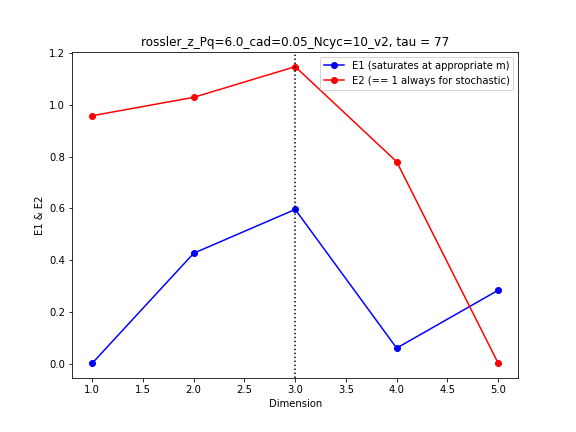 rossler_z_Pq=6.0_cad=0.05_Ncyc=10_v2, tau = 77
E1 (saturates at appropriate m)
E2 (== 1 always for stochastic)
1.2
1.0
0.8
0.6
0.4
0.2
0.0
E1 & E2
1.0 1.5 2.0 2.5 3.0 3.5 4.0 4.5 5.0
Dimension